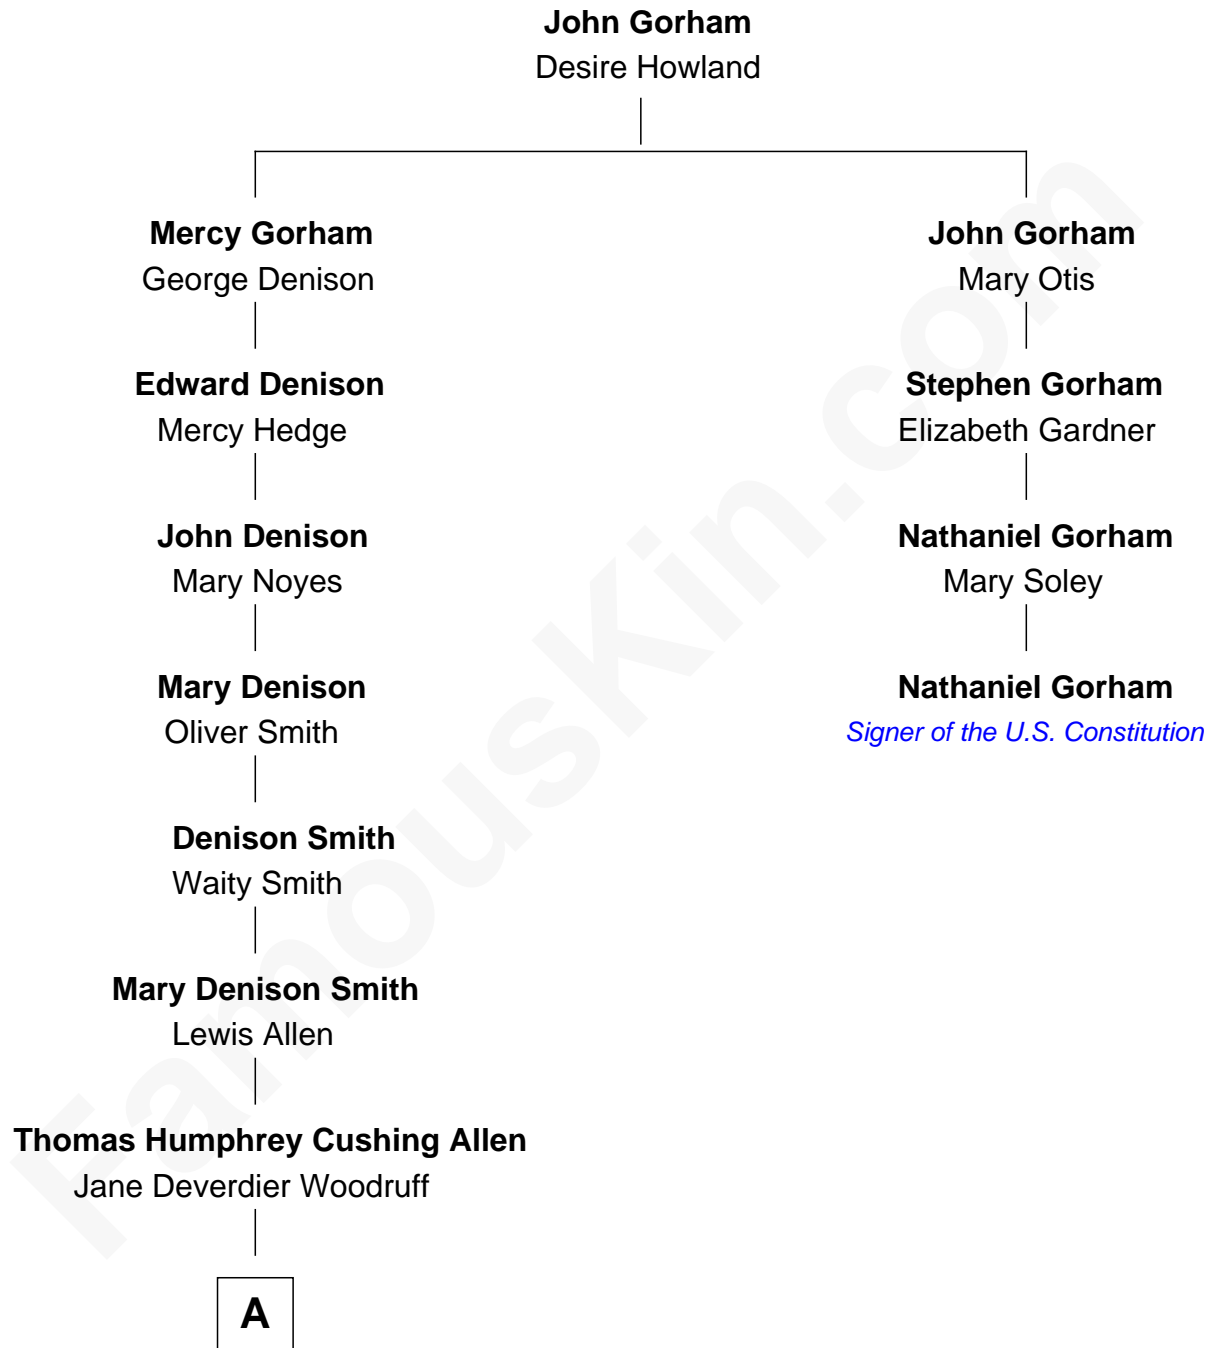 John Gorham
Desire Howland
Mercy Gorham
George Denison
John Gorham
Mary Otis
Edward Denison
Mercy Hedge
Stephen Gorham
Elizabeth Gardner
John Denison
Mary Noyes
Nathaniel Gorham
Mary Soley
Mary Denison
Oliver Smith
Nathaniel Gorham
Signer of the U.S. Constitution
Denison Smith
Waity Smith
Mary Denison Smith
Lewis Allen
Thomas Humphrey Cushing Allen
Jane Deverdier Woodruff
A
FamousKin.com